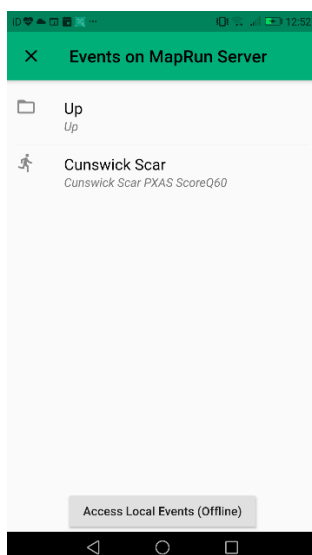 12:52
Events on MapRun Server
Up
Up
Cunswick Scar
Cunswick Scar PXAS ScoreQ60
Access Local Events (Offline)